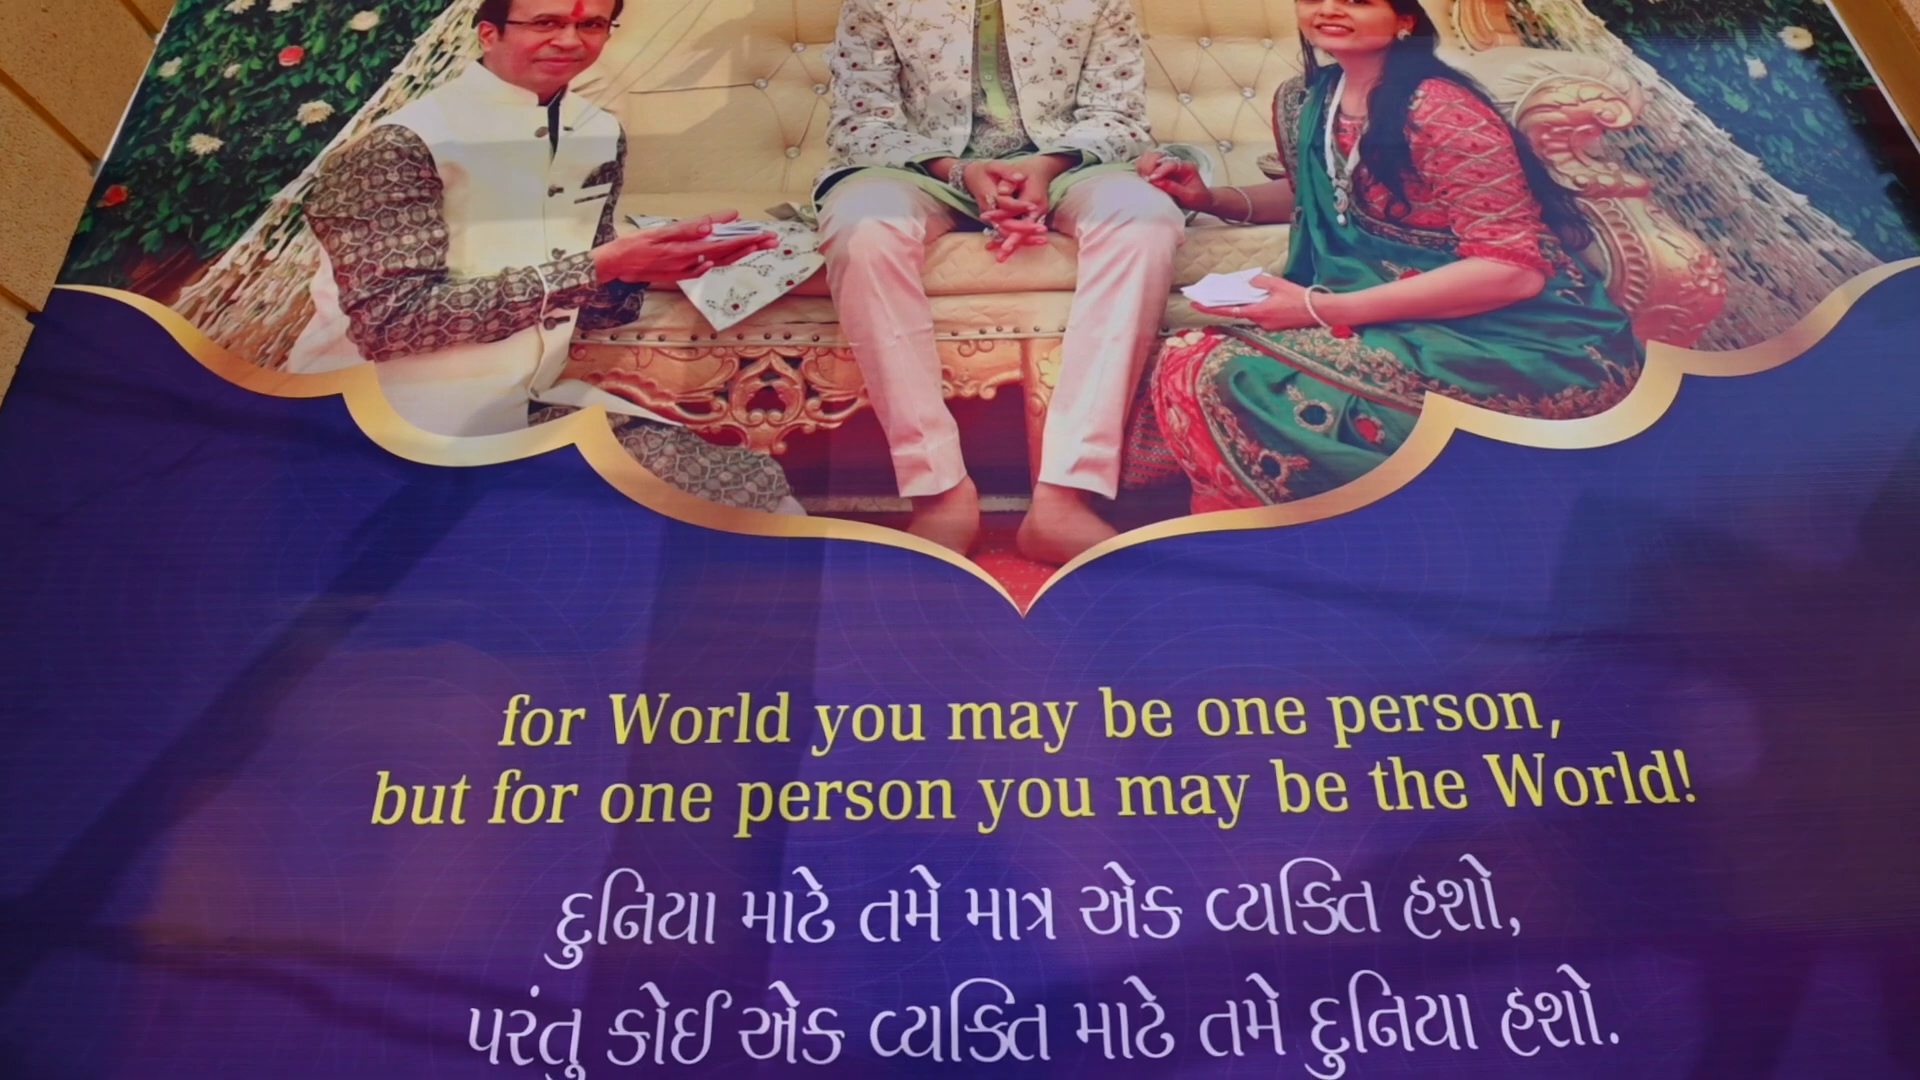 for World you may be one person,
but for one person you may be the World!
દુનિયા માટે તમે માત્ર એક વ્યક્તિ હશો,
પરંતુ કોઈ એક વ્યક્તિ માટે તમે દુનિયા હશો.